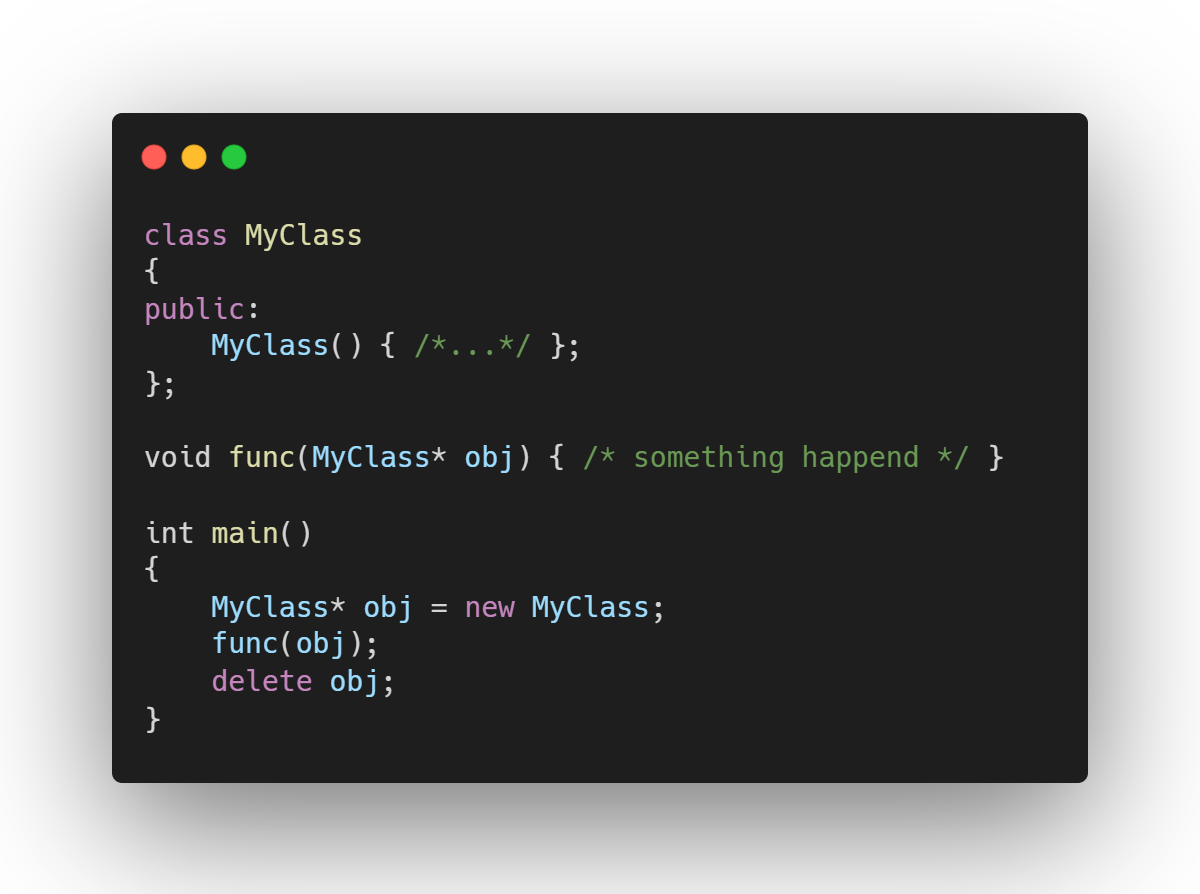 class MyClass
{
public:
    MyClass() { /*...*/ };
};
void func(MyClass* obj) { /* something happend */ }
int main()
{
    MyClass* obj = new MyClass;
    func(obj);
    delete obj;
}